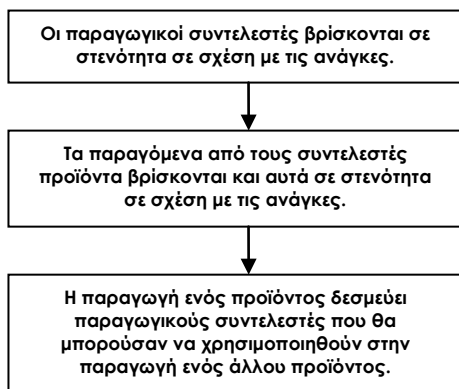 Οι παραγωγικοί συντελεστές βρίσκονται σε
στενότητα σε σχέση με τις ανάγκες.
Τα παραγόμενα από τους συντελεστές
προϊόντα βρίσκονται και αυτά σε στενότητα
σε σχέση με τις ανάγκες.
Η παραγωγή ενός προϊόντος δεσμεύει
παραγωγικούς συντελεστές που θα
μπορούσαν να χρησιμοποιηθούν στην
παραγωγή ενός άλλου προϊόντος.